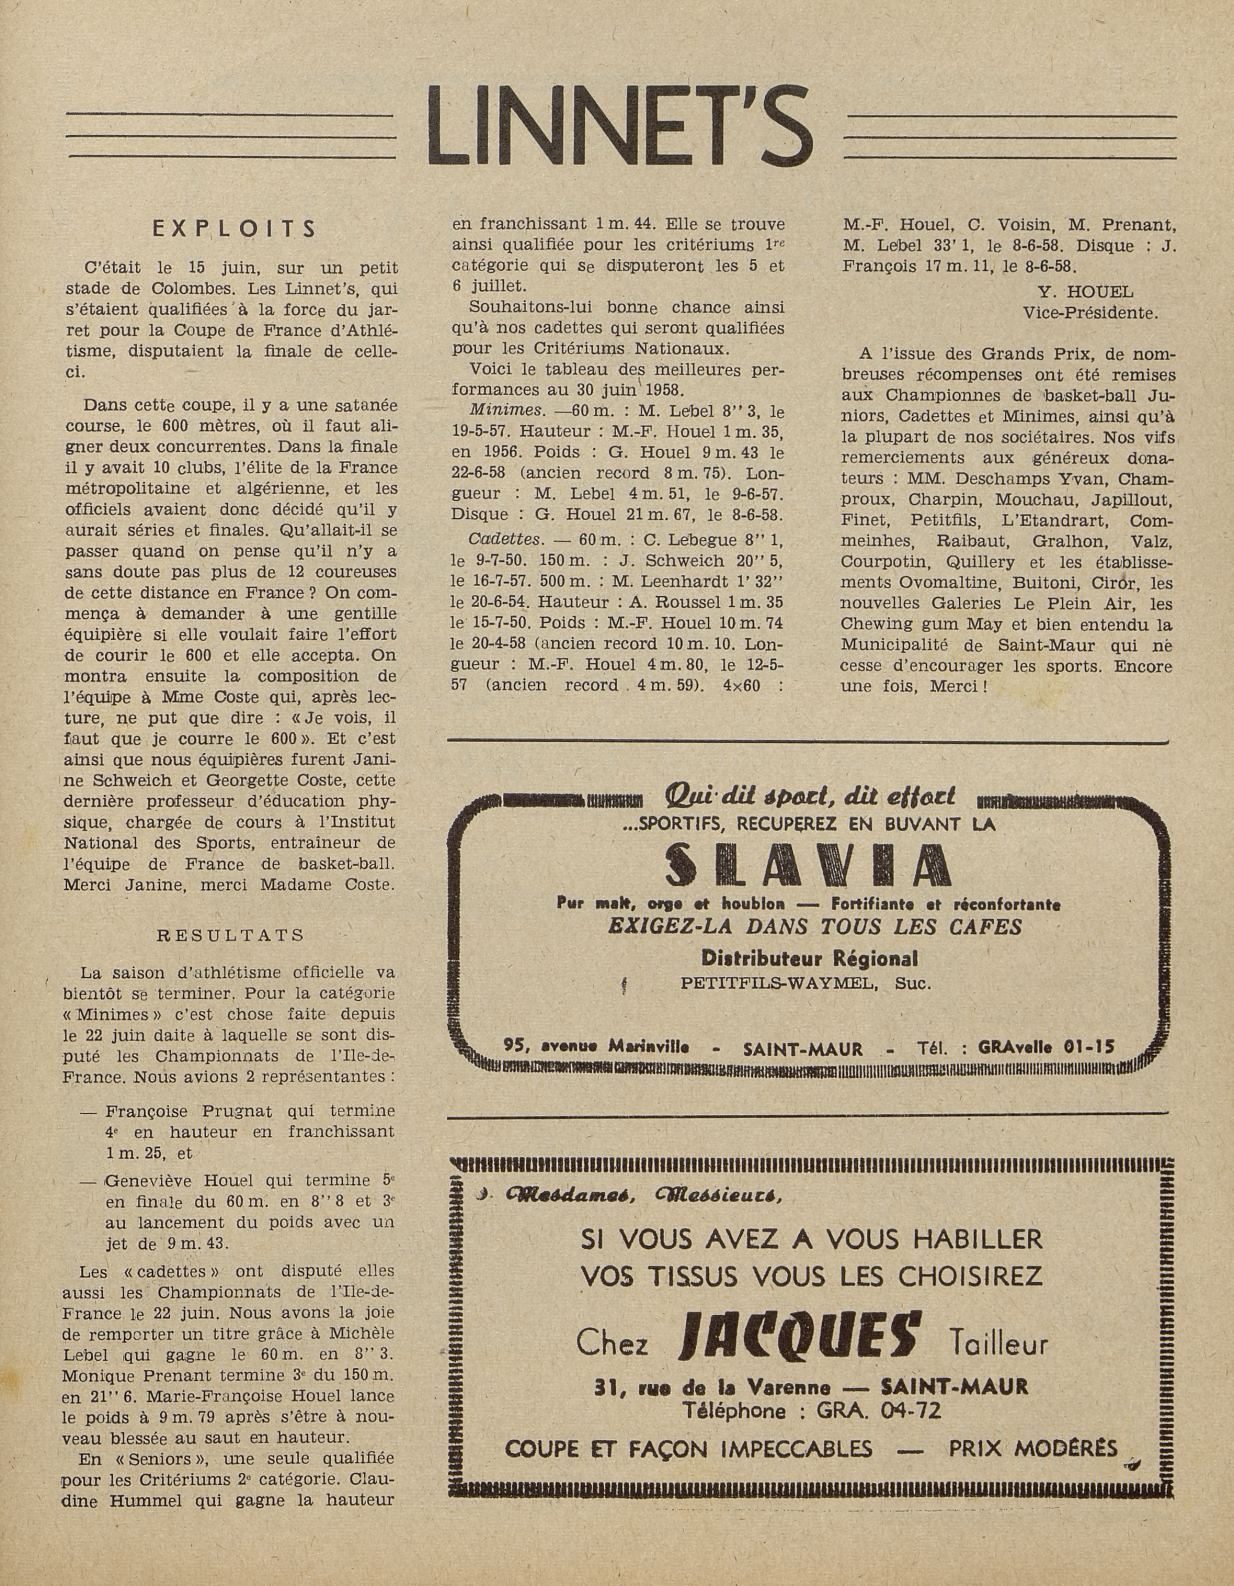 LINNET'S
EXPLOITS
C'était le 15 juin, sur un petit
stade de Colombes. Les Linnet's, qui
s'étaient qualifiées à la force du jar-
ret pour la Coupe de France d'Athlé-
tisme, disputaient la finale de celle-
ci.
Dans cette coupe, il y a une satanée
course, le 600 mètres, où il faut ali-
gner deux concurrentes. Dans la finale
il y avait 10 clubs, l'élite de la France
métropolitaine et algérienne, et les
officiels avaient donc décidé qu'il y
aurait séries et finales. Qu'allait-il se
passer quand on pense qu'il n'y a
sans doute pas plus de 12 coureuses
de cette distance en France ? On com-
mença à demander à une gentille
équipière si elle voulait faire l'effort
de courir le 600 et elle accepta. On
montra ensuite la composition de
l'équipe à Mme Coste qui, après lec-
ture, ne put que dire : « Je vois, il
faut que je courre le 600 ». Et c'est
ainsi que nous équipières furent Jani-
ne Schweich et Georgette Coste, cette
dernière professeur d'éducation phy-
sique, chargée de cours à l'Institut
National des Sports, entraîneur de
l'équipe de France de basket-ball.
Merci Janine, merci Madame Coste.
RESULTATS
La saison d'athlétisme officielle va
bientôt se terminer. Pour la catégorie
« Minimes » c'est chose faite depuis
le 22 juin daite à laquelle se sont dis-
puté les Championnats de l'Ile-de-
France. Nous avions 2 représentantes :
— Françoise Prugnat qui termine
4e en hauteur en franchissant
1 m. 25, et
— Geneviève Houel qui termine 5e
en finale du 60 m. en 8'' 8 et 3e
au lancement du poids avec un
jet de 9 m. 43.
Les « cadettes » ont disputé elles
aussi les Championnats de l'Ile-de-
France le 22 juin. Nous avons la joie
de remporter un titre grâce à Michèle
Lebel qui gagne le 60 m. en 8'' 3.
Monique Prenant termine 3e du 150 m.
en 21'' 6. Marie-Françoise Houel lance
le poids à 9 m. 79 après s'être à nou-
veau blessée au saut en hauteur.
En « Seniors », une seule qualifiée
pour les Critériums 2e catégorie. Clau-
dine Hummel qui gagne la hauteur
en franchissant 1 m. 44. Elle se trouve
ainsi qualifiée pour les critériums 1re
catégorie qui se disputeront les 5 et
6 juillet.
Souhaitons-lui bonne chance ainsi
qu'à nos cadettes qui seront qualifiées
pour les Critériums Nationaux.
Voici le tableau des meilleures per-
formances au 30 juin 1958.
Minimes. —60 m. : M. Lebel 8'' 3, le
19-5-57. Hauteur : M.-F. Houel 1 m. 35,
en 1956. Poids : G. Houel 9 m. 43 le
22-6-58 (ancien record 8 m. 75). Lon-
gueur : M. Lebel 4 m. 51, le 9-6-57.
Disque : G. Houel 21 m. 67, le 8-6-58.
Cadettes. — 60 m. : C. Lebegue 8'' 1,
le 9-7-50. 150 m. : J. Schweich 20'' 5,
le 16-7-57. 500 m. : M. Leenhardt 1' 32''
le 20-6-54. Hauteur : A. Roussel 1 m. 35
le 15-7-50. Poids : M.-F. Houel 10 m. 74
le 20-4-58 (ancien record 10 m. 10. Lon-
gueur : M.-F. Houel 4 m. 80, le 12-5-
57 (ancien record . 4 m. 59). 4x60 :
M.-F. Houel, C. Voisin, M. Prenant,
M. Lebel 33' 1, le 8-6-58. Disque : J.
François 17 m. 11, le 8-6-58.
Y. HOUEL
Vice-Présidente.
A l'issue des Grands Prix, de nom-
breuses récompenses ont été remises
aux Championnes de basket-ball Ju-
niors, Cadettes et Minimes, ainsi qu'à
la plupart de nos sociétaires. Nos vifs
remerciements aux généreux dona-
teurs : MM. Deschamps Yvan, Cham-
proux, Charpin, Mouchau, Japillout,
Finet, Petitfils, L'Etandrart, Com-
meinhes, Raibaut, Gralhon, Valz,
Courpotin, Quillery et les établisse-
ments Ovomaltine, Buitoni, Cirór, les
nouvelles Galeries Le Plein Air, les
Chewing gum May et bien entendu la
Municipalité de Saint-Maur qui ne
cesse d'encourager les sports. Encore
une fois, Merci !
Qui dit sport, dit effort
...SPORTIFS, RECUPEREZ EN BUVANT LA
SLAVIA
Pur malt, orge et houblon — Fortifiante et réconfortante
EXIGEZ-LA DANS TOUS LES CAFES
Distributeur Régional
PETITFILS-WAYMEL, Suc.
95, avenue Marinville - SAINT-MAUR - Tél. : GRAvelle 01-15
Mesdames, Messieurs,
SI VOUS AVEZ A VOUS HABILLER
VOS TISSUS VOUS LES CHOISIREZ
Chez JACQUES Tailleur
31, rue de la Varenne — SAINT-MAUR
Téléphone : GRA. 04-72
COUPE ET FAÇON IMPECCABLES — PRIX MODÉRÉS